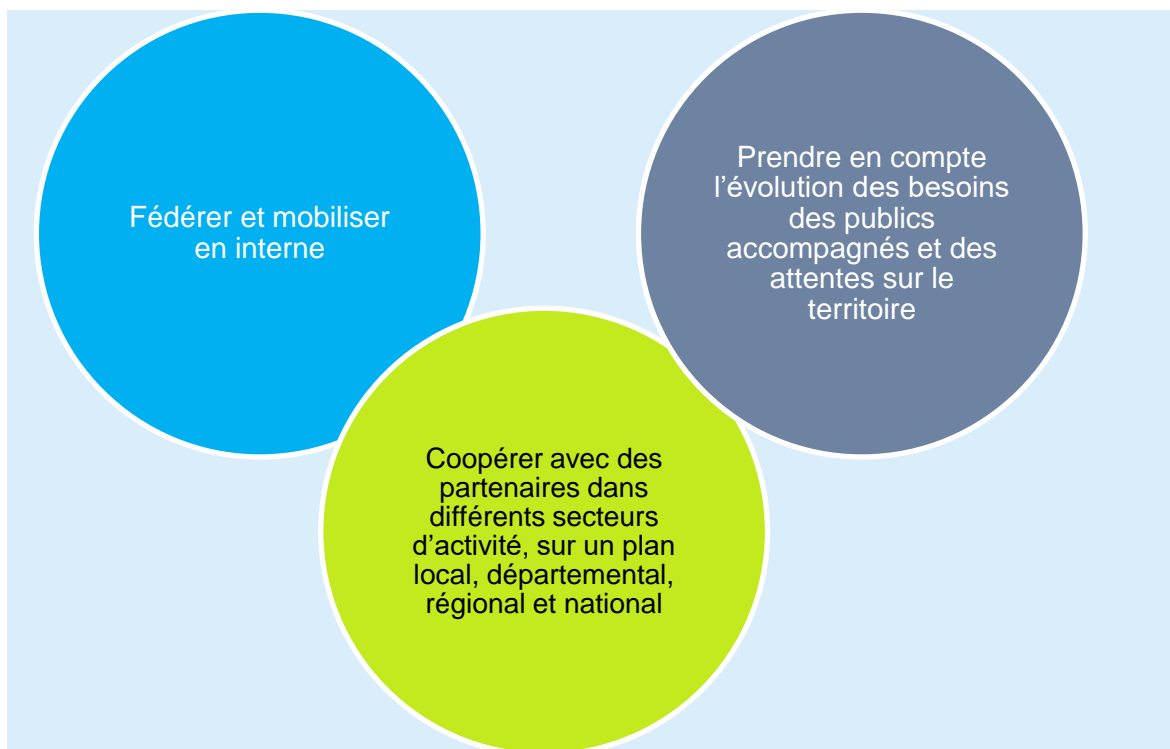 Fédérer et mobiliser
en interne
Prendre en compte
l’évolution des besoins
des publics
accompagnés et des
attentes sur le
territoire
Coopérer avec des
partenaires dans
différents secteurs
d’activité, sur un plan
local, départemental,
régional et national